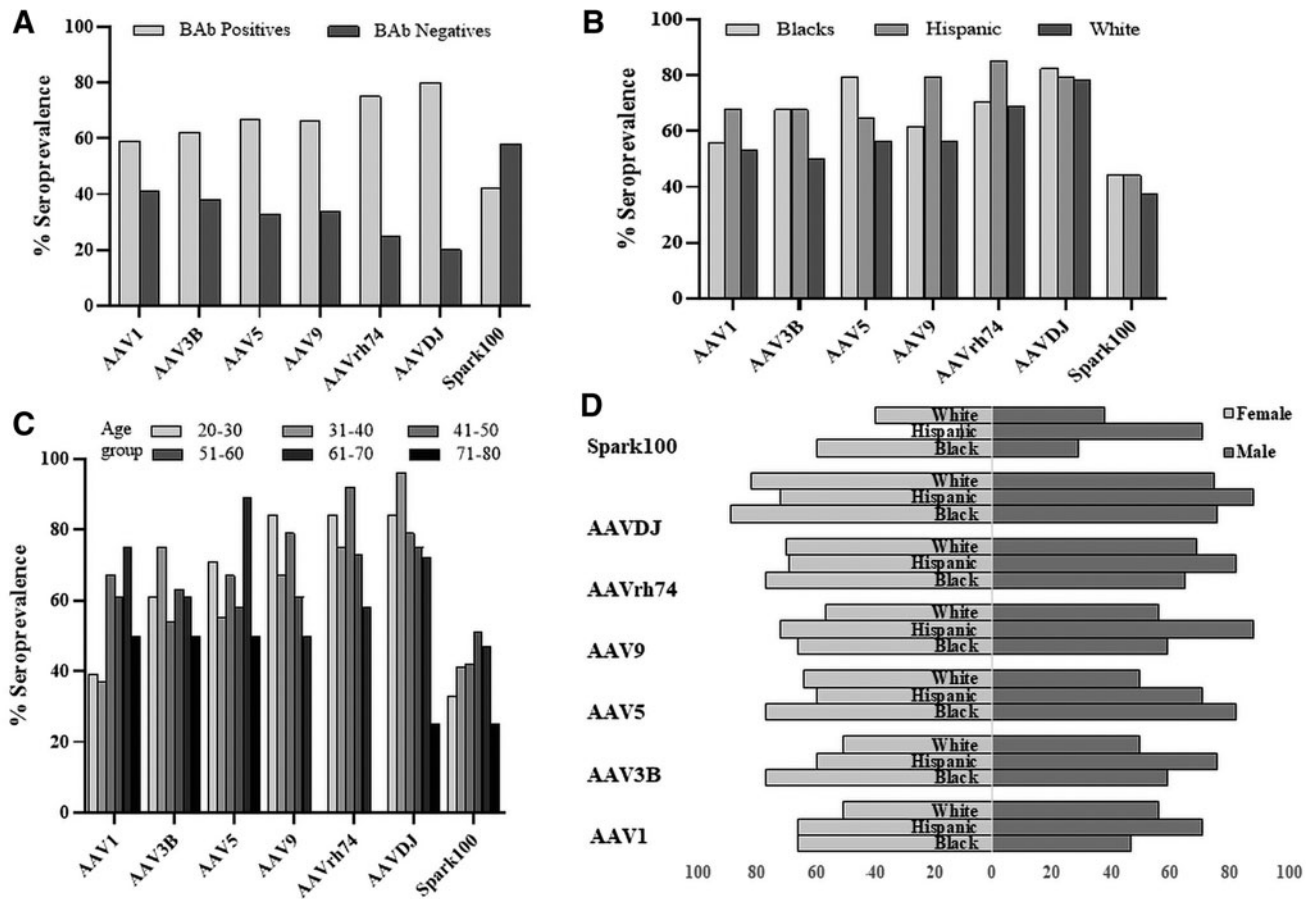 A
BAb Positives BAb Negatives
% Seroprevalence
100
80
60
40
20
0
AAV1 AAV3B AAV5 AAV9 AAVrh74 AAVDJ Spark100
B
Blacks Hispanic White
% Seroprevalence
100
80
60
40
20
0
AAV1 AAV3B AAV5 AAV9 AAVrh74 AAVDJ Spark100
C
Age group
20-30 31-40 41-50
51-60 61-70 71-80
% Seroprevalence
100
80
60
40
20
0
AAV1 AAV3B AAV5 AAV9 AAVrh74 AAVDJ Spark100
D
Female
Male
Spark100
White
Hispanic
Black
AAVDJ
White
Hispanic
Black
AAVrh74
White
Hispanic
Black
AAV9
White
Hispanic
Black
AAV5
White
Hispanic
Black
AAV3B
White
Hispanic
Black
AAV1
White
Hispanic
Black
100 80 60 40 20 0 20 40 60 80 100